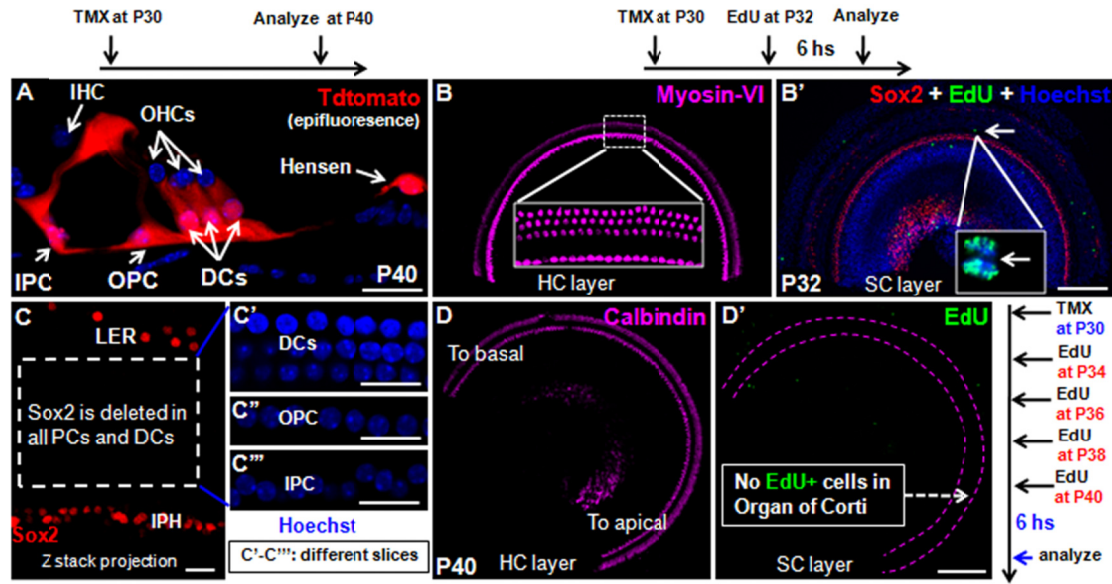 TMX at P30
Analyze at P40
TMX at P30
EdU at P32
Analyze
6 hs
A
IHC
OHCs
Tdtomato
(epifluoresence)
Hensen
IPC
OPC
DCs
P40
B
Myosin-VI
HC layer
B'
Sox2 + EdU + Hoechst
P32
SC layer
C
LER
Sox2 is deleted in
all PCs and DCs
Sox2
IPH
Z stack projection
C'
DCs
C''
OPC
C'''
IPC
Hoechst
C'-C'''': different slices
D
Calbindin
To basal
To apical
P40
HC layer
D'
EdU
No EdU+ cells in
Organ of Corti
SC layer
TMX
at P30
EdU
at P34
EdU
at P36
EdU
at P38
EdU
at P40
6 hs
analyze